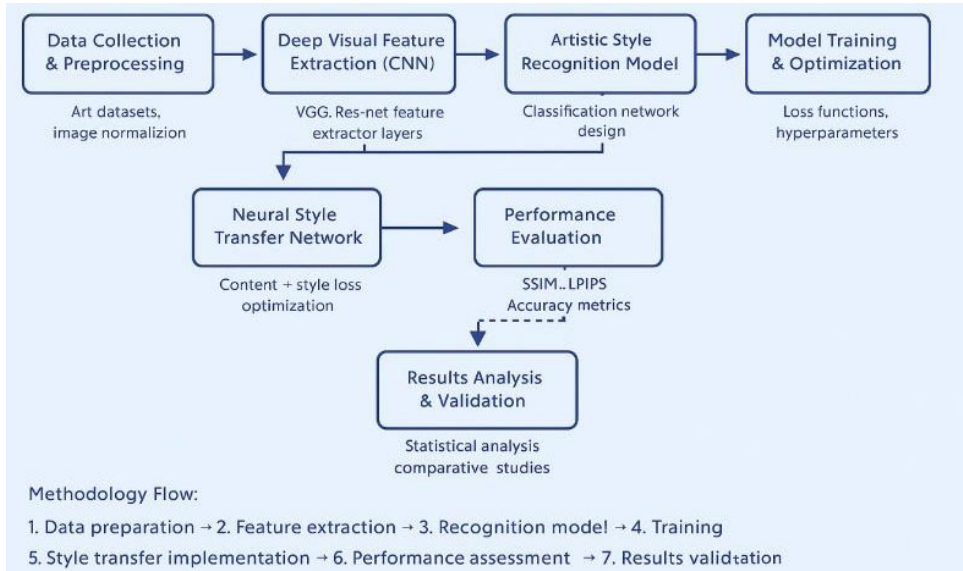 Data Collection
& Preprocessing
Deep Visual Feature
Extraction (CNN)
Artistic Style
Recognition Model
Model Training
& Optimization
Art datasets,
image normalizion
VGG. Res-net feature
extractor layers
Classification network
design
Loss functions,
hyperparameters
Neural Style
Transfer Network
Performance
Evaluation
Content + style loss
optimization
SSIM.. LPIPS
Accuracy metrics
Results Analysis
& Validation
Statistical analysis
comparative studies
Methodology Flow:
1. Data preparation → 2. Feature extraction → 3. Recognition model → 4. Training
5. Style transfer implementation → 6. Performance assessment → 7. Results validtation